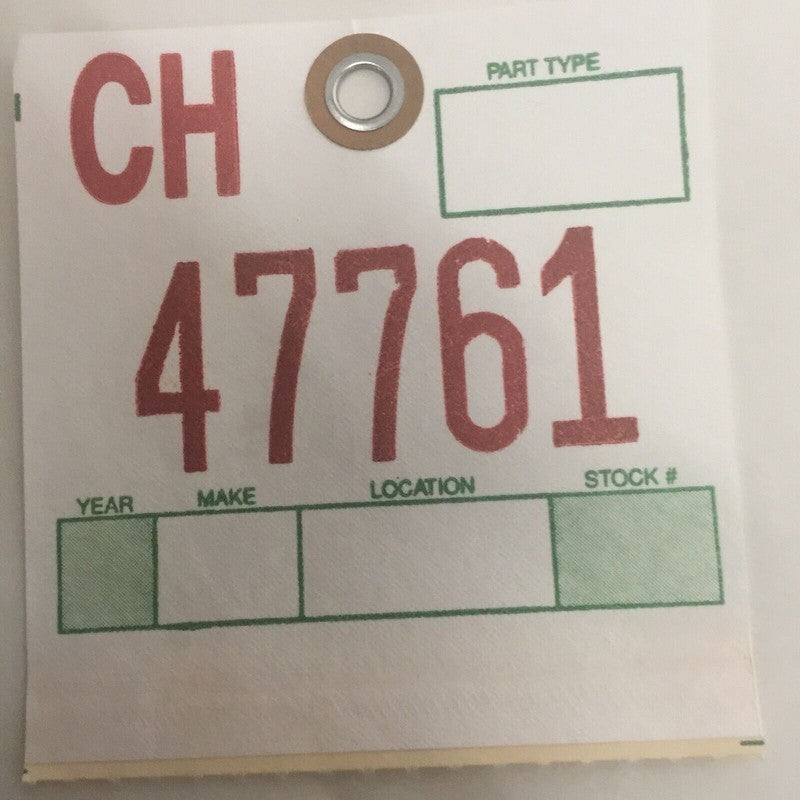 CH
PART TYPE
47761
YEAR MAKE LOCATION STOCK #